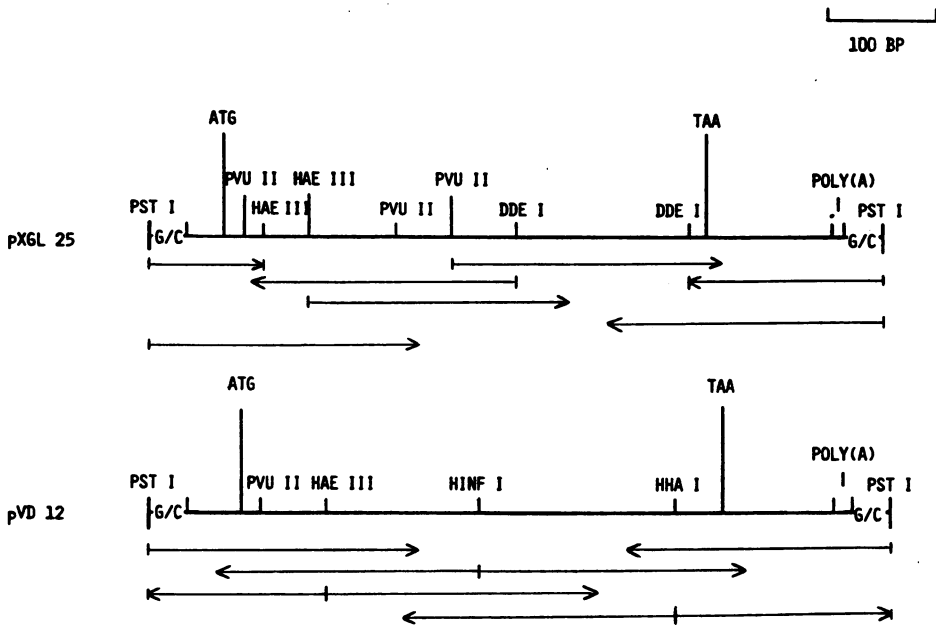 100 BP
ATG
TAA
PVU II HAE III
PVU II
POLY(A)
PST I
HAE III
PVU II
DDE I
DDE I
PST I
pXGL 25
G/C
G/C
ATG
TAA
POLY(A)
PST I
PVU II
HAE III
HINF I
HHA I
PST I
pVD 12
G/C
G/C